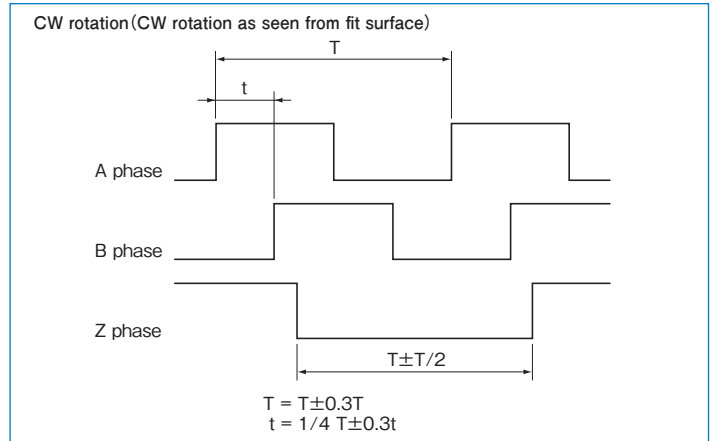 CW rotation(CW rotation as seen from fit surface)
T
t
A phase
B phase
Z phase
T±T/2
T = T±0.3T
t = 1/4 T±0.3t